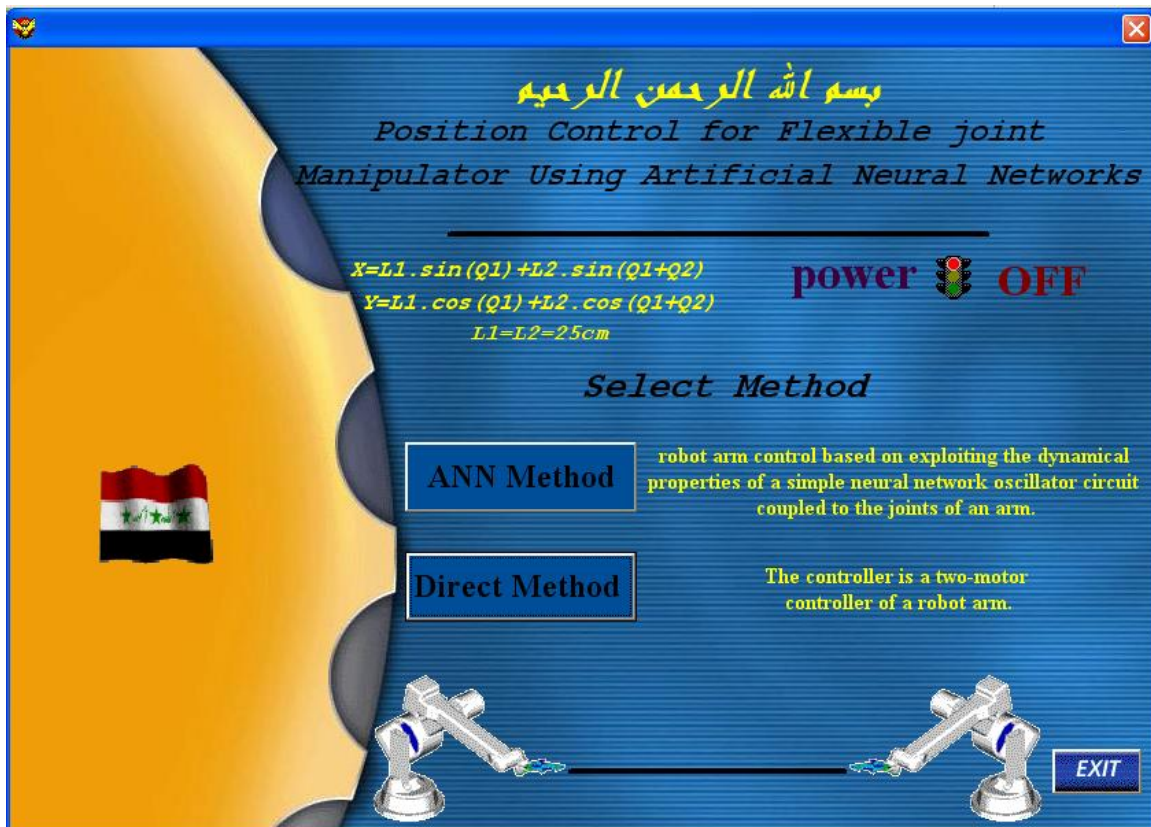 بسم الله الرحمن الرحيم
Position Control for Flexible joint
Manipulator Using Artificial Neural Networks
X=L1.sin(Q1)+L2.sin(Q1+Q2)
Y=L1.cos(Q1)+L2.cos(Q1+Q2)
L1=L2=25cm
power OFF
Select Method
ANN Method
robot arm control based on exploiting the dynamical
properties of a simple neural network oscillator circuit
coupled to the joints of an arm.
Direct Method
The controller is a two-motor
controller of a robot arm.
EXIT